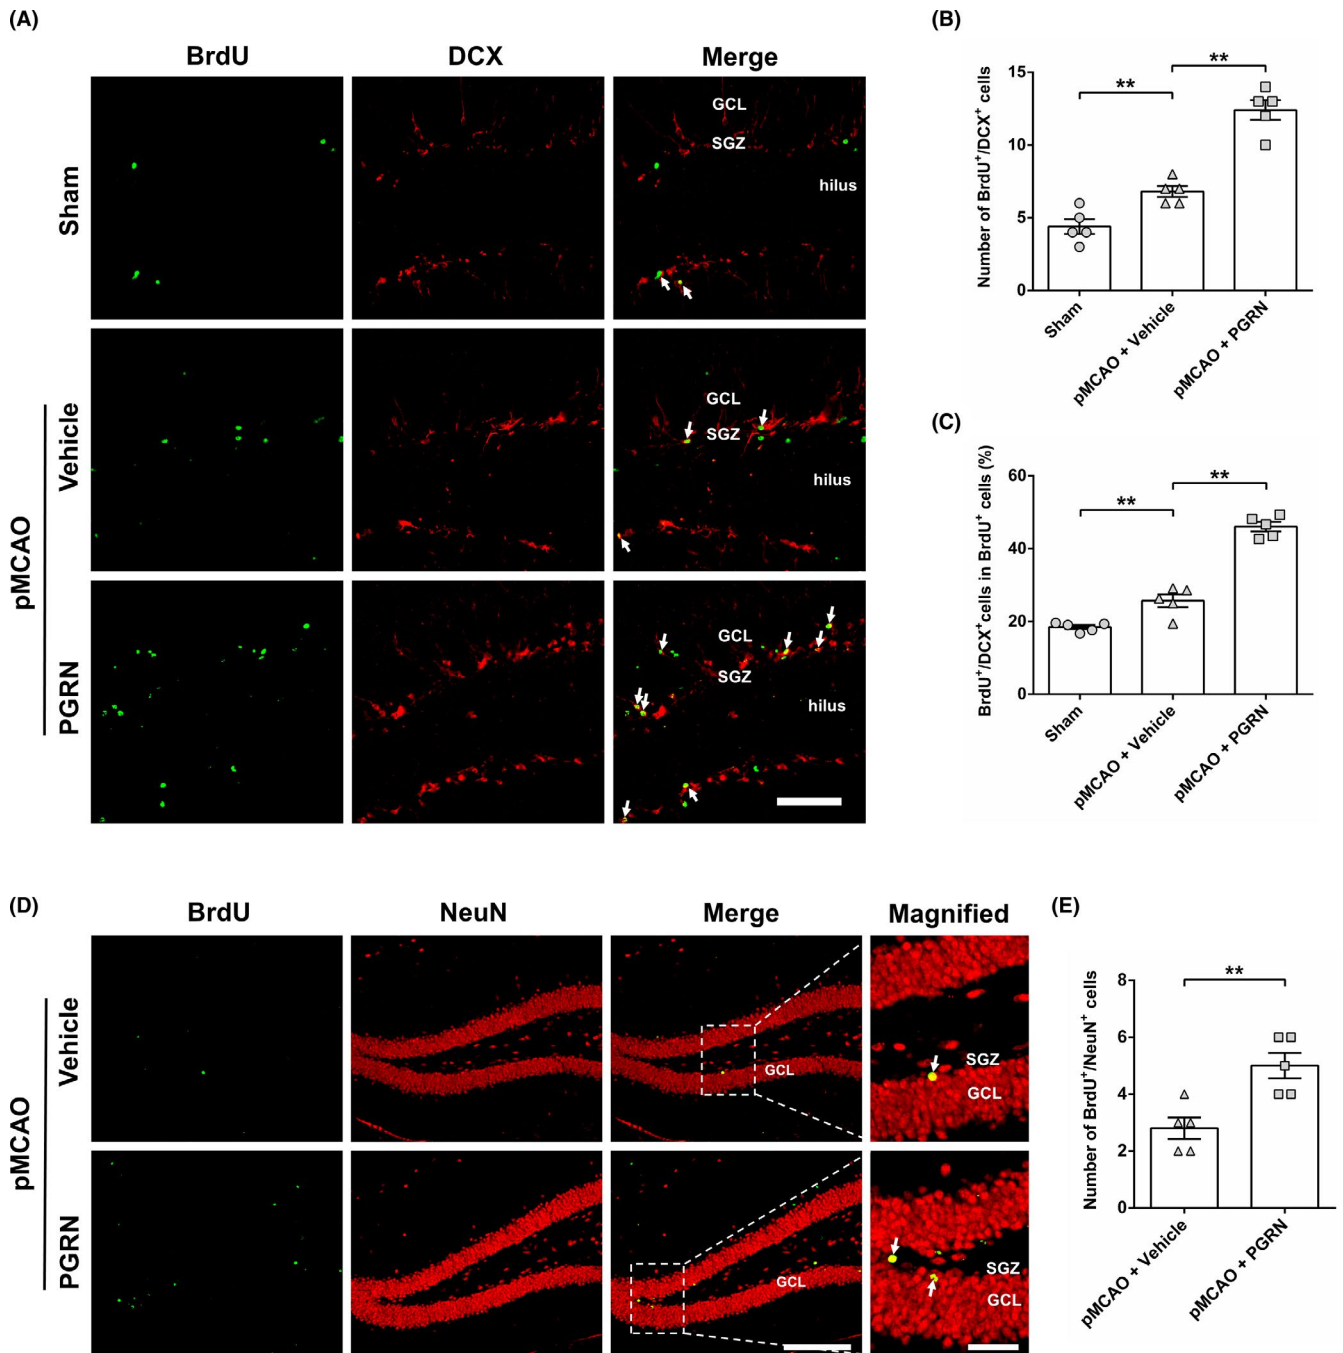 (A)
BrdU DCX Merge
Sham
GCL
SGZ
hilus
pMCAO
Vehicle
GCL
SGZ
hilus
PGRN
GCL
SGZ
hilus
(B)
Number of BrdU⁺/DCX⁺ cells
15
10
5
0
**
**
Sham
pMCAO + Vehicle
pMCAO + PGRN
(C)
BrdU⁺/DCX⁺cells in BrdU⁺ cells (%)
60
40
20
0
**
**
Sham
pMCAO + Vehicle
pMCAO + PGRN
(D)
BrdU NeuN Merge Magnified
pMCAO
Vehicle
GCL
SGZ
GCL
PGRN
GCL
SGZ
GCL
(E)
Number of BrdU⁺/NeuN⁺ cells
8
6
4
2
0
**
pMCAO + Vehicle
pMCAO + PGRN